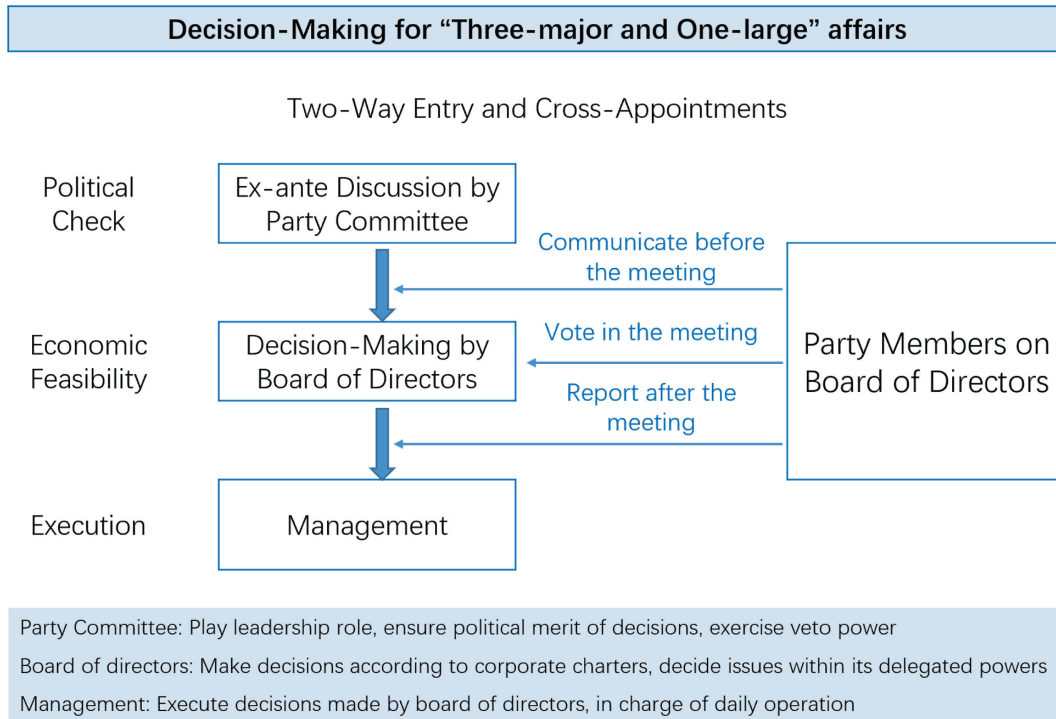 Decision-Making for “Three-major and One-large” affairs
Two-Way Entry and Cross-Appointments
Political
Check
Ex-ante Discussion by
Party Committee
Communicate before
the meeting
Economic
Feasibility
Decision-Making by
Board of Directors
Vote in the meeting
Party Members on
Board of Directors
Report after the
meeting
Execution
Management
Party Committee: Play leadership role, ensure political merit of decisions, exercise veto power
Board of directors: Make decisions according to corporate charters, decide issues within its delegated powers
Management: Execute decisions made by board of directors, in charge of daily operation